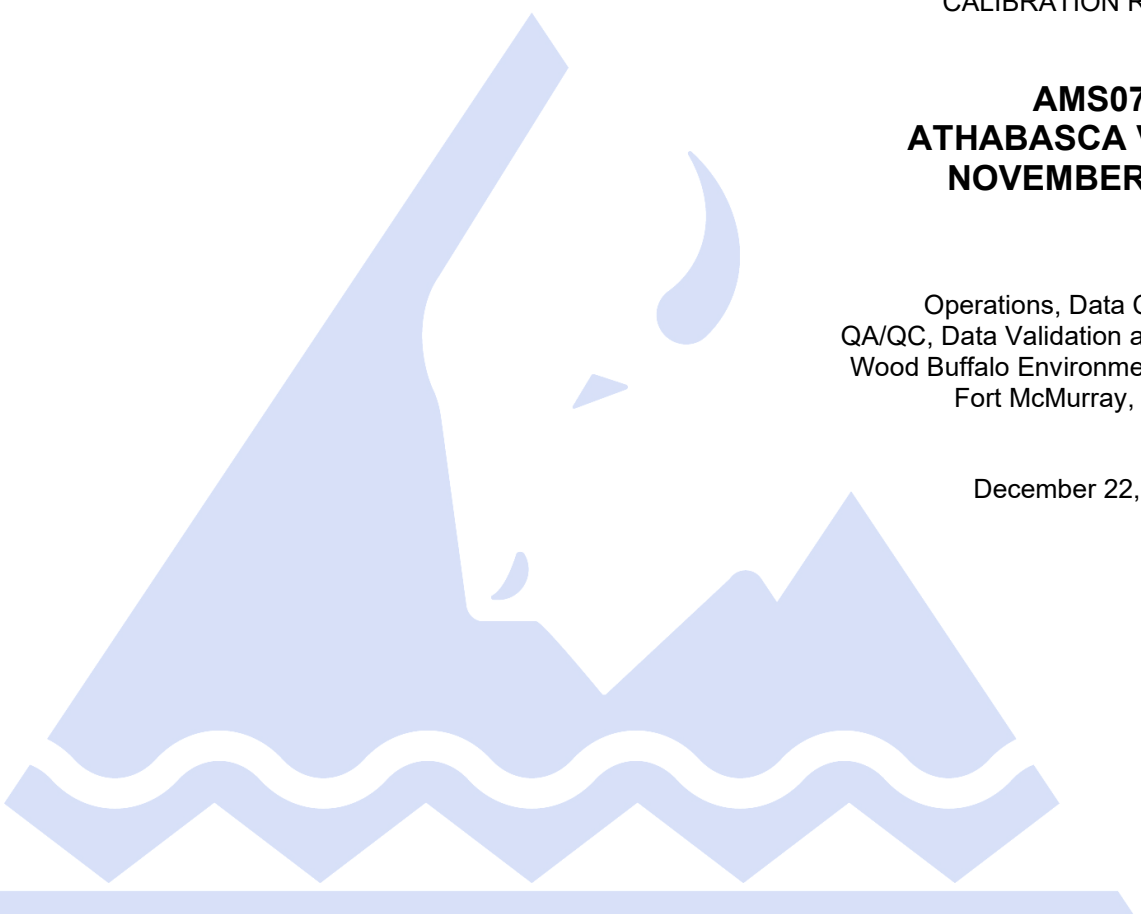 CALIBRATION R
AMS07
ATHABASCA V
NOVEMBER
Operations, Data
QA/QC, Data Validation a
Wood Buffalo Environme
Fort McMurray,
December 22,